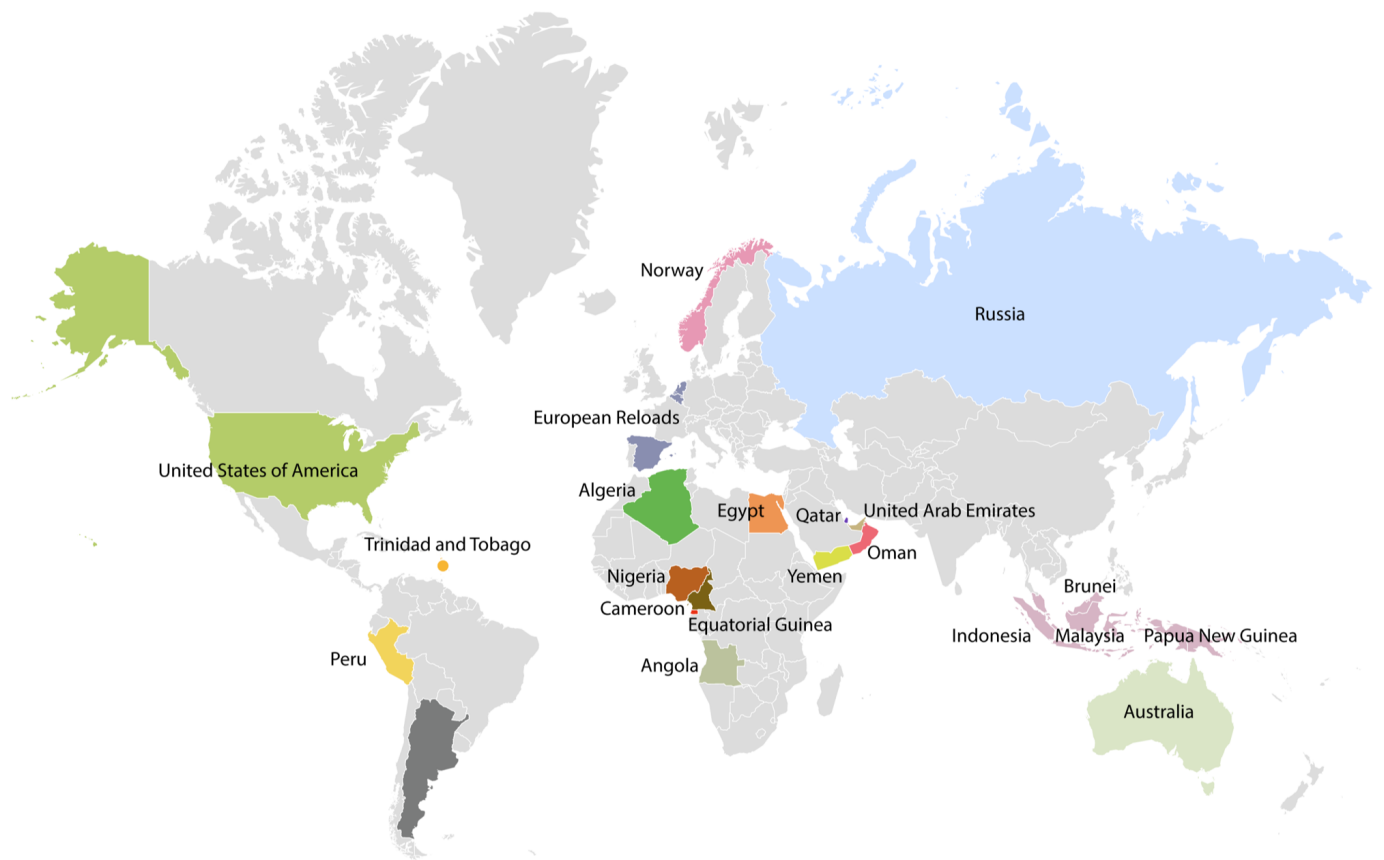 Norway
Russia
European Reloads
United States of America
Algeria
Egypt
Qatar
United Arab Emirates
Trinidad and Tobago
Oman
Nigeria
Yemen
Brunei
Cameroon
Equatorial Guinea
Indonesia
Malaysia
Papua New Guinea
Peru
Angola
Australia